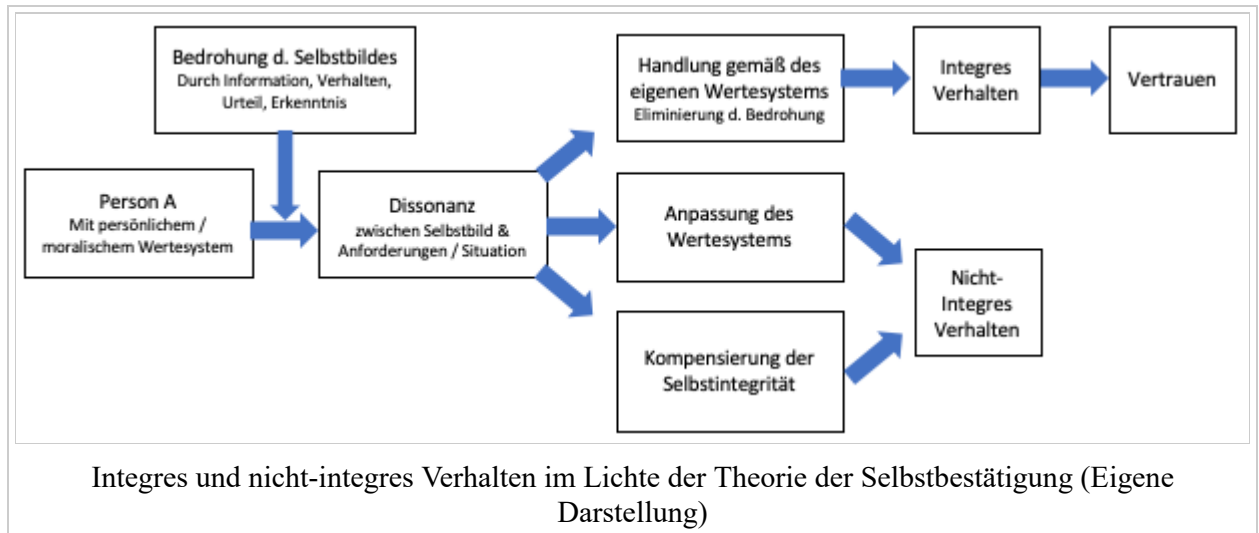 Bedrohung d. Selbstbildes
Durch Information, Verhalten,
Urteil, Erkenntnis
Person A
Mit persönlichem /
moralischem Wertesystem
Dissonanz
zwischen Selbstbild &
Anforderungen / Situation
Handlung gemäß des
eigenen Wertesystems
Eliminierung d. Bedrohung
Integres
Verhalten
Vertrauen
Anpassung des
Wertesystems
Kompensierung der
Selbstintegrität
Nicht-
Integres
Verhalten
Integres und nicht-integres Verhalten im Lichte der Theorie der Selbstbestätigung (Eigene
Darstellung)